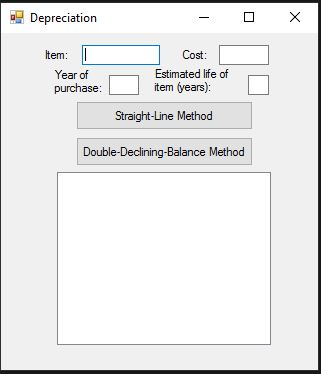 Depreciation
Item: Cost:
Year of Estimated life of
purchase: item (years):
Straight-Line Method
Double-Declining-Balance Method